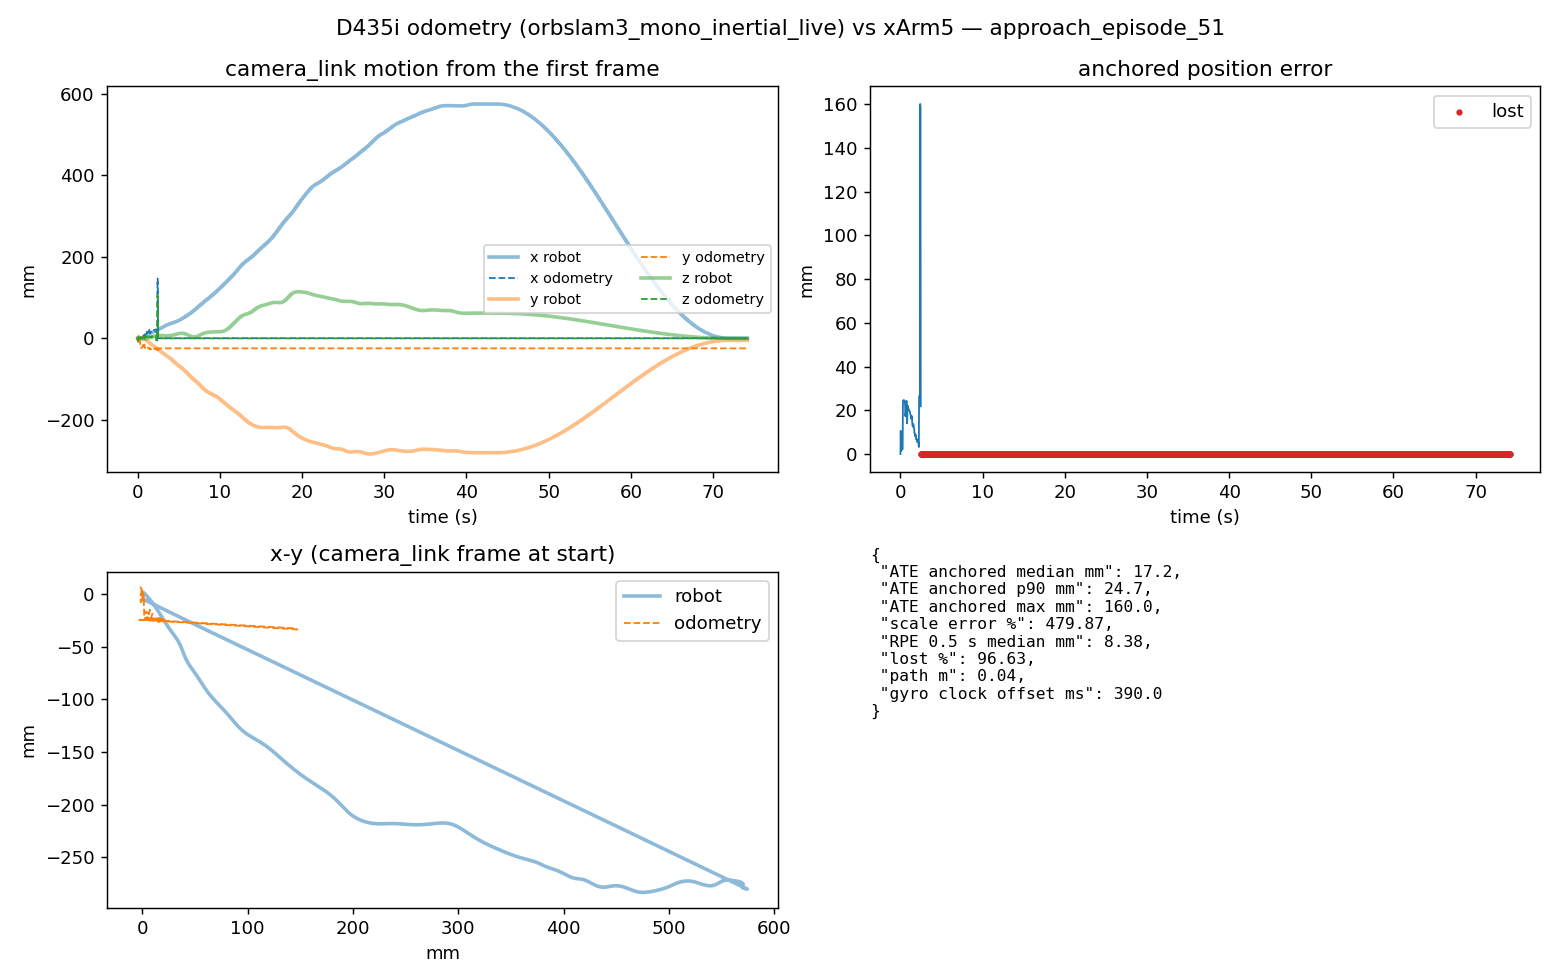 D435i odometry (orbslam3_mono_inertial_live) vs xArm5 — approach_episode_51
camera_link motion from the first frame
600
400
200
0
−200
mm
0 10 20 30 40 50 60 70
time (s)
x robot
x odometry
y robot
y odometry
z robot
z odometry
anchored position error
160
140
120
100
80
60
40
20
0
mm
0 10 20 30 40 50 60 70
time (s)
lost
x-y (camera_link frame at start)
0
−50
−100
−150
−200
−250
mm
0 100 200 300 400 500 600
mm
robot
odometry
{
"ATE anchored median mm": 17.2,
"ATE anchored p90 mm": 24.7,
"ATE anchored max mm": 160.0,
"scale error %": 479.87,
"RPE 0.5 s median mm": 8.38,
"lost %": 96.63,
"path m": 0.04,
"gyro clock offset ms": 390.0
}